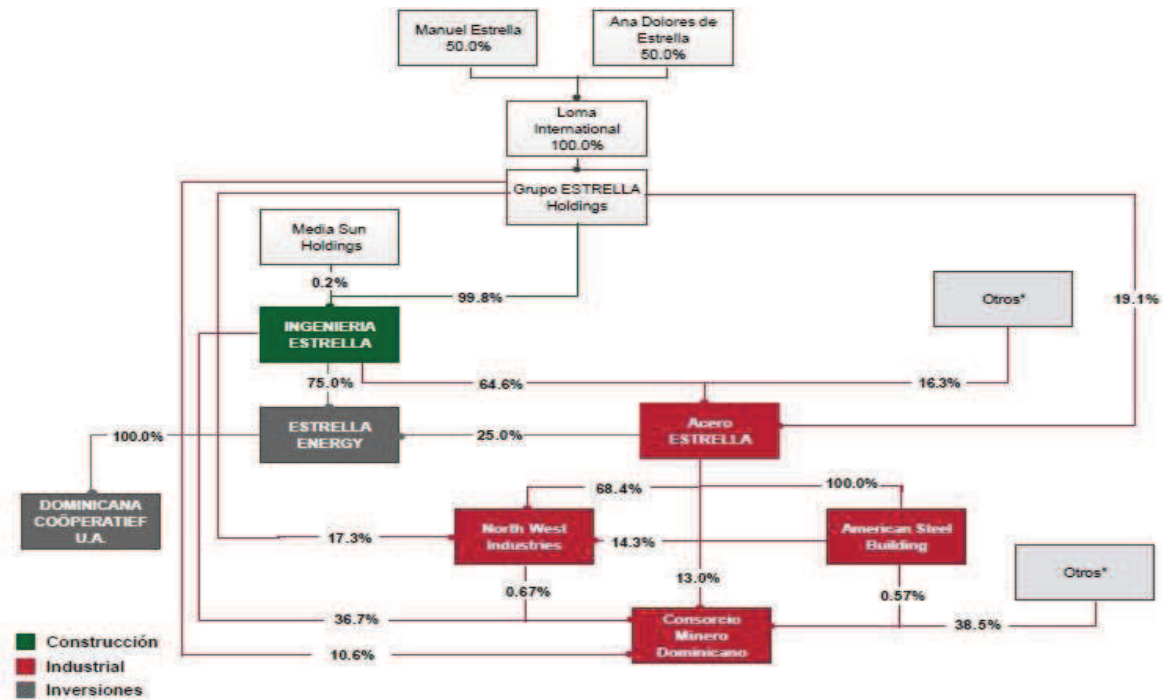 Manuel Estrella
50.0%
Ana Dolores de
Estrella
50.0%
Loma
International
100.0%
Grupo ESTRELLA
Holdings
Media Sun
Holdings
0.2%
99.8%
Otros*
19.1%
INGENIERIA
ESTRELLA
75.0%
64.6%
16.3%
100.0%
ESTRELLA
ENERGY
25.0%
Acero
ESTRELLA
68.4%
100.0%
DOMINICANA
COÖPERATIEF
U.A.
17.3%
North West
Industries
14.3%
American Steel
Building
13.0%
0.67%
0.57%
Otros*
36.7%
Consorcio
Minero
Dominicano
38.5%
10.6%
Construcción
Industrial
Inversiones